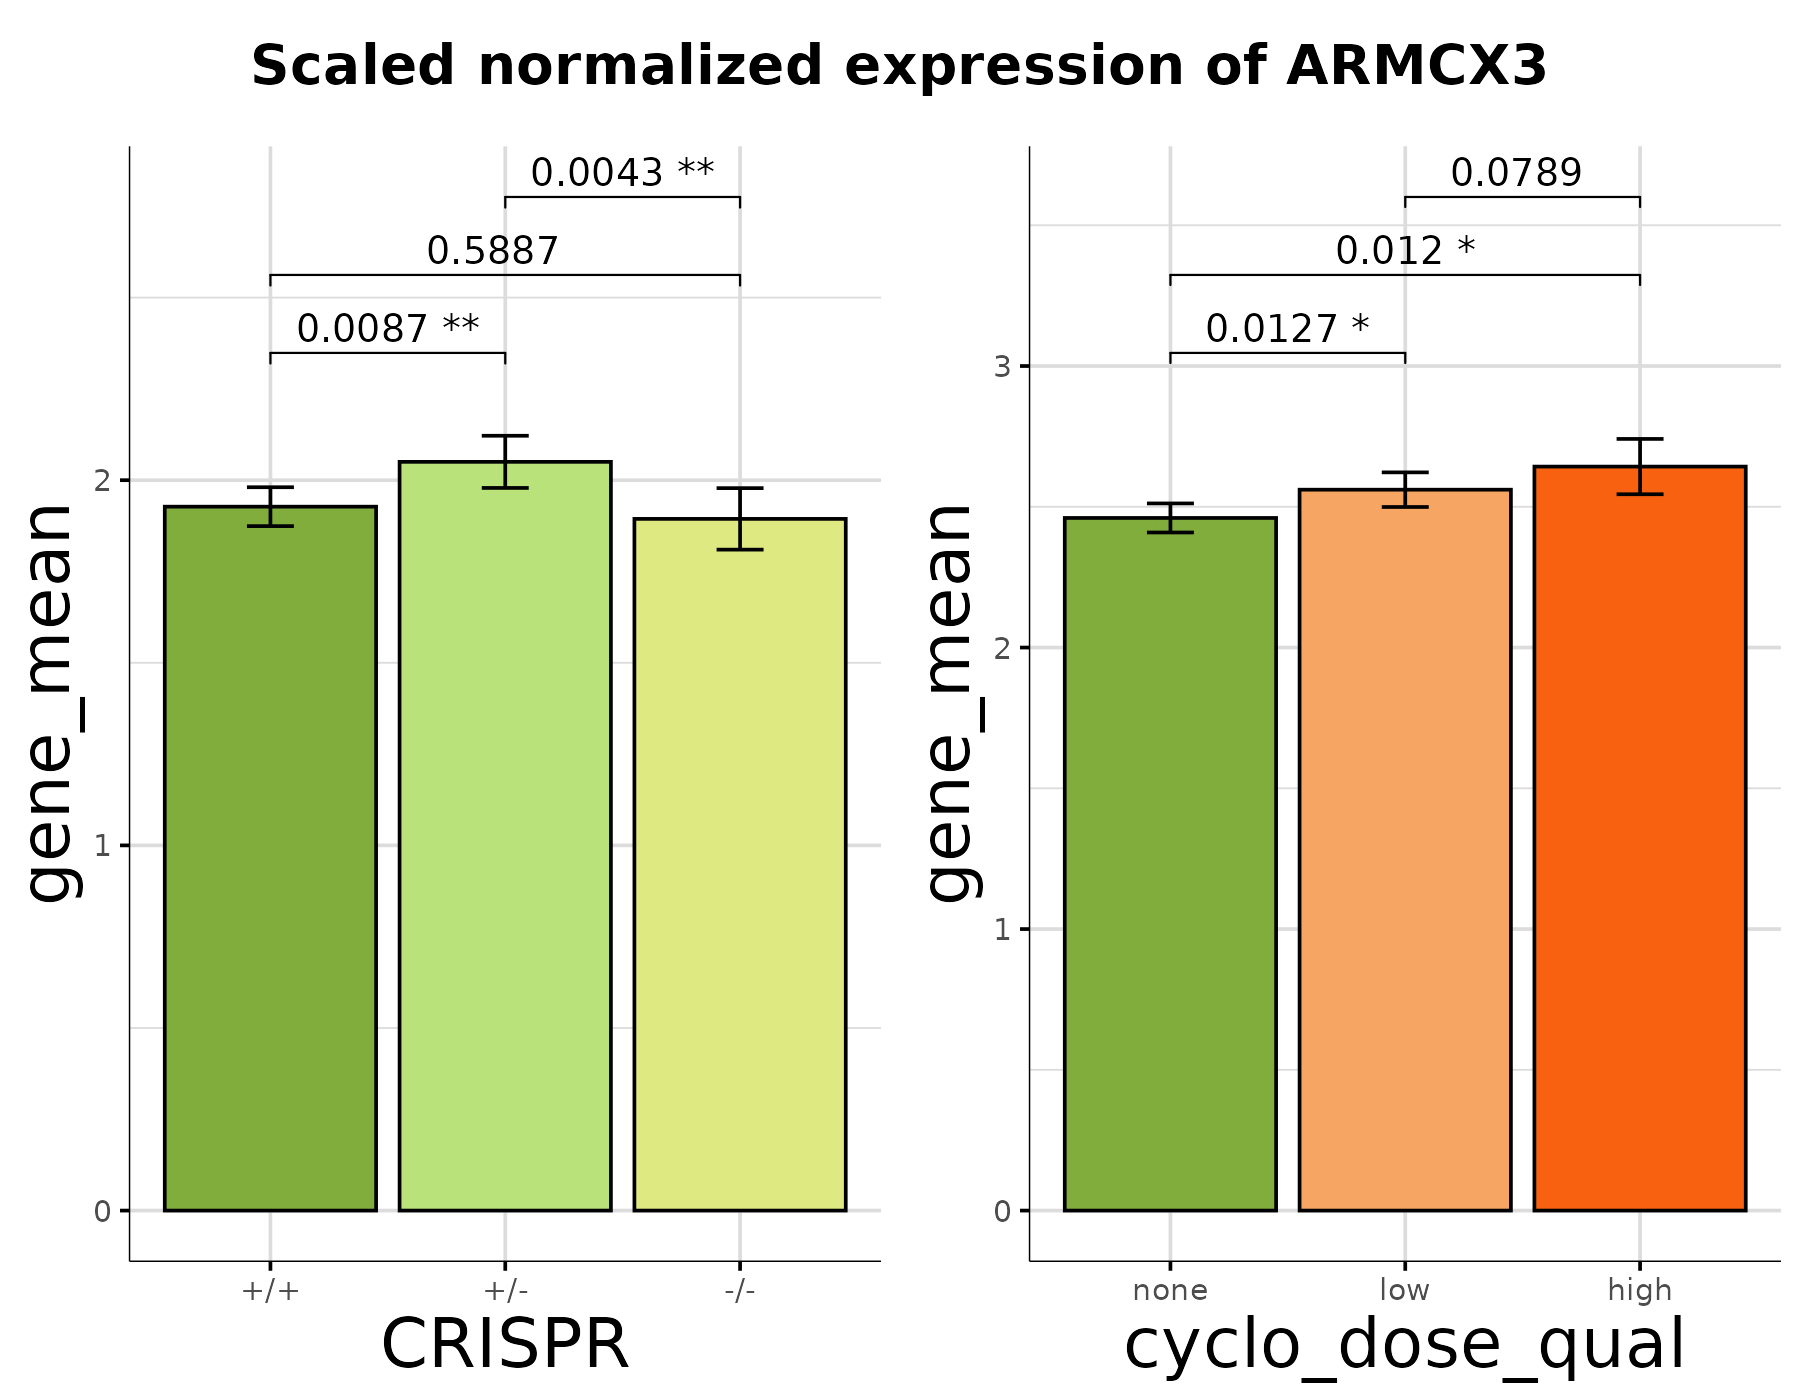 Scaled normalized expression of ARMCX3
0.0043 **
0.5887
0.0087 **
2
1
0
gene_mean
+/+
+/-
-/-
CRISPR
0.0789
0.012 *
0.0127 *
3
2
1
0
gene_mean
none
low
high
cyclo_dose_qual